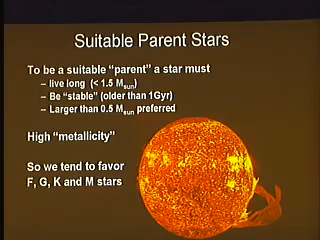 Suitable Parent Stars
To be a suitable “parent” a star must
– live long (< 1.5 Msun)
– Be “stable” (older than 1Gyr)
– Larger than 0.5 Msun preferred
High “metallicity”
So we tend to favor
F, G, K and M stars